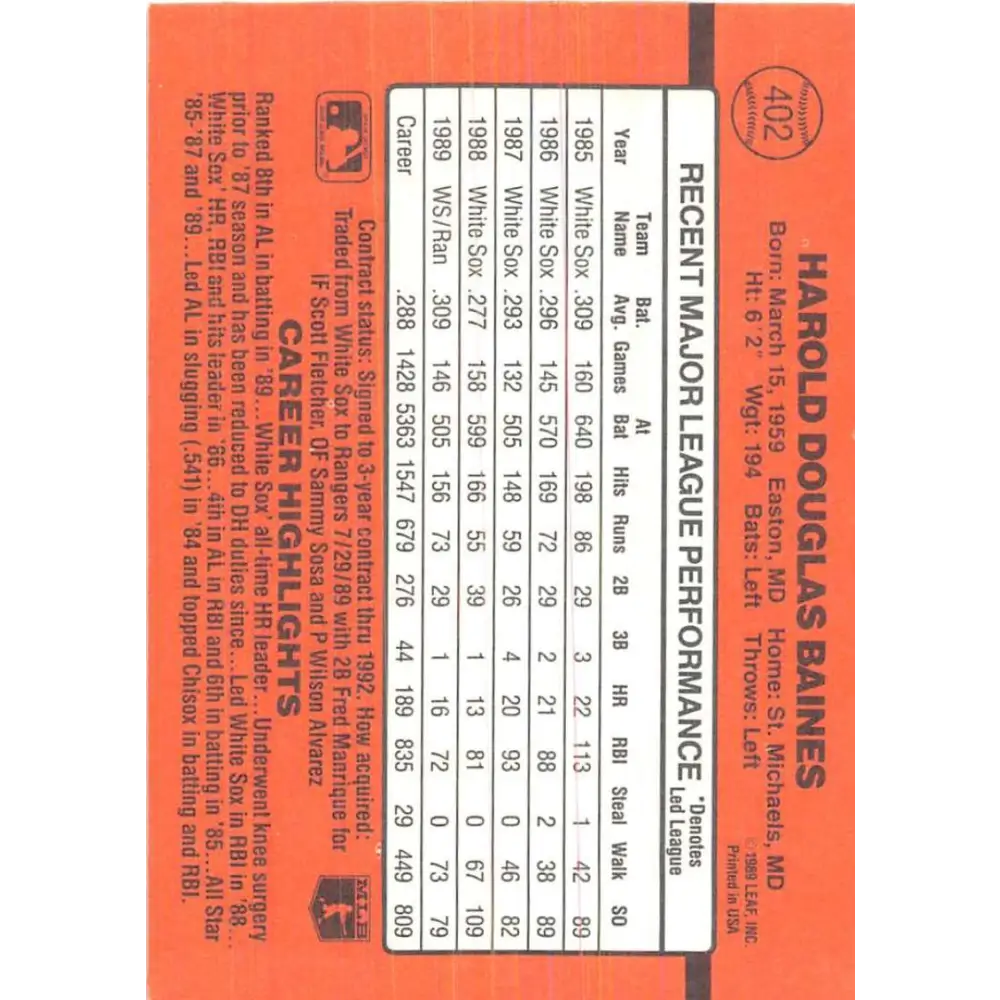 402
HAROLD DOUGLAS BAINES
Born: March 15, 1959 Easton, MD Home: St. Michaels, MD
Ht: 6'2" Wgt: 194 Bats: Left Throws: Left
© 1989 LEAF, INC.
Printed in USA
RECENT MAJOR LEAGUE PERFORMANCE *Denotes
Led League
Team Bat. At
Year Name Avg. Games Bat Hits Runs 2B 3B HR RBI Steal Walk SO
1985 White Sox .309 160 640 198 86 29 3 22 113 1 42 89
1986 White Sox .296 145 570 169 72 29 2 21 88 2 38 89
1987 White Sox .293 132 505 148 59 26 4 20 93 0 46 82
1988 White Sox .277 158 599 166 55 39 1 13 81 0 67 109
1989 WS/Ran .309 146 505 156 73 29 1 16 72 0 73 79
Career .288 1428 5363 1547 679 276 44 189 835 29 449 809
Contract status: Signed to 3-year contract thru 1992. How acquired:
Traded from White Sox to Rangers 7/29/89 with 2B Fred Manrique for
IF Scott Fletcher, OF Sammy Sosa and P Wilson Alvarez
MLB
CAREER HIGHLIGHTS
Ranked 8th in AL in batting in '89...White Sox' all-time HR leader...Underwent knee surgery
prior to '87 season and has been reduced to DH duties since...Led White Sox in RBI in '88...
White Sox' HR, RBI and hits leader in '86...4th in AL in RBI and 6th in batting in '85...All Star
'85-'87 and '89...Led AL in slugging (.541) in '84 and topped Chisox in batting and RBI.